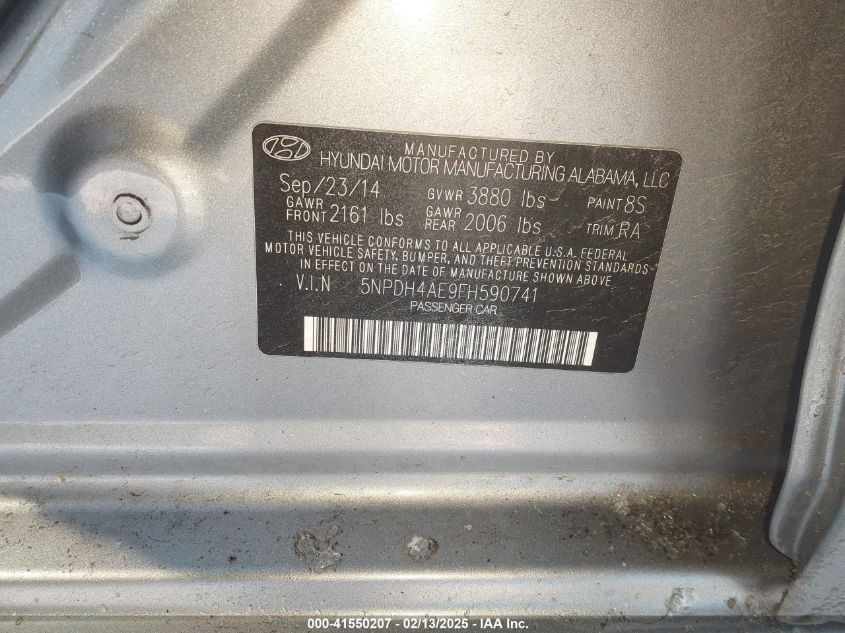 MANUFACTURED BY
HYUNDAI MOTOR MANUFACTURING ALABAMA, LLC
Sep/23/14 GVWR 3880 lbs PAINT 8S
GAWR FRONT 2161 lbs GAWR REAR 2006 lbs TRIM RA
THIS VEHICLE CONFORMS TO ALL APPLICABLE U.S.A. FEDERAL
MOTOR VEHICLE SAFETY, BUMPER, AND THEFT PREVENTION STANDARDS
IN EFFECT ON THE DATE OF MANUFACTURE SHOWN ABOVE.
V.I.N 5NPDH4AE9FH590741
PASSENGER CAR
000-41550207 - 02/13/2025 - IAAI.com